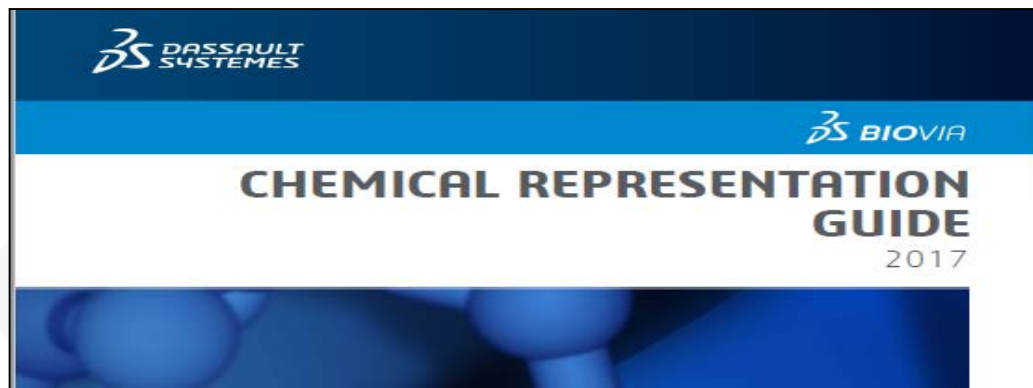 DASSAULT
SYSTEMES
BIOVIA
CHEMICAL REPRESENTATION
GUIDE
2017